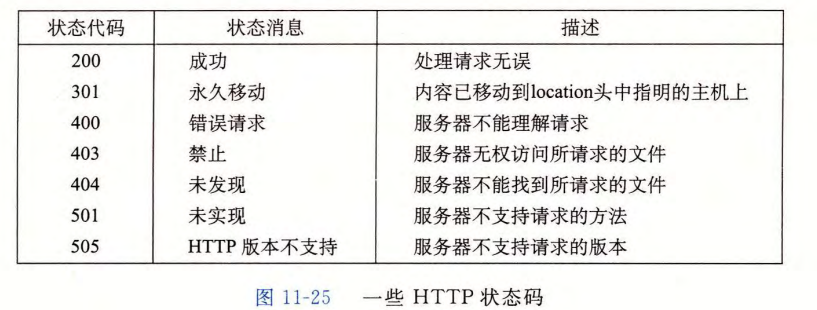 状态代码 状态消息 描述
200 成功 处理请求无误
301 永久移动 内容已移动到location头中指明的主机上
400 错误请求 服务器不能理解请求
403 禁止 服务器无权访问所请求的文件
404 未发现 服务器不能找到所请求的文件
501 未实现 服务器不支持请求的方法
505 HTTP 版本不支持 服务器不支持请求的版本
图 11-25 一些 HTTP 状态码